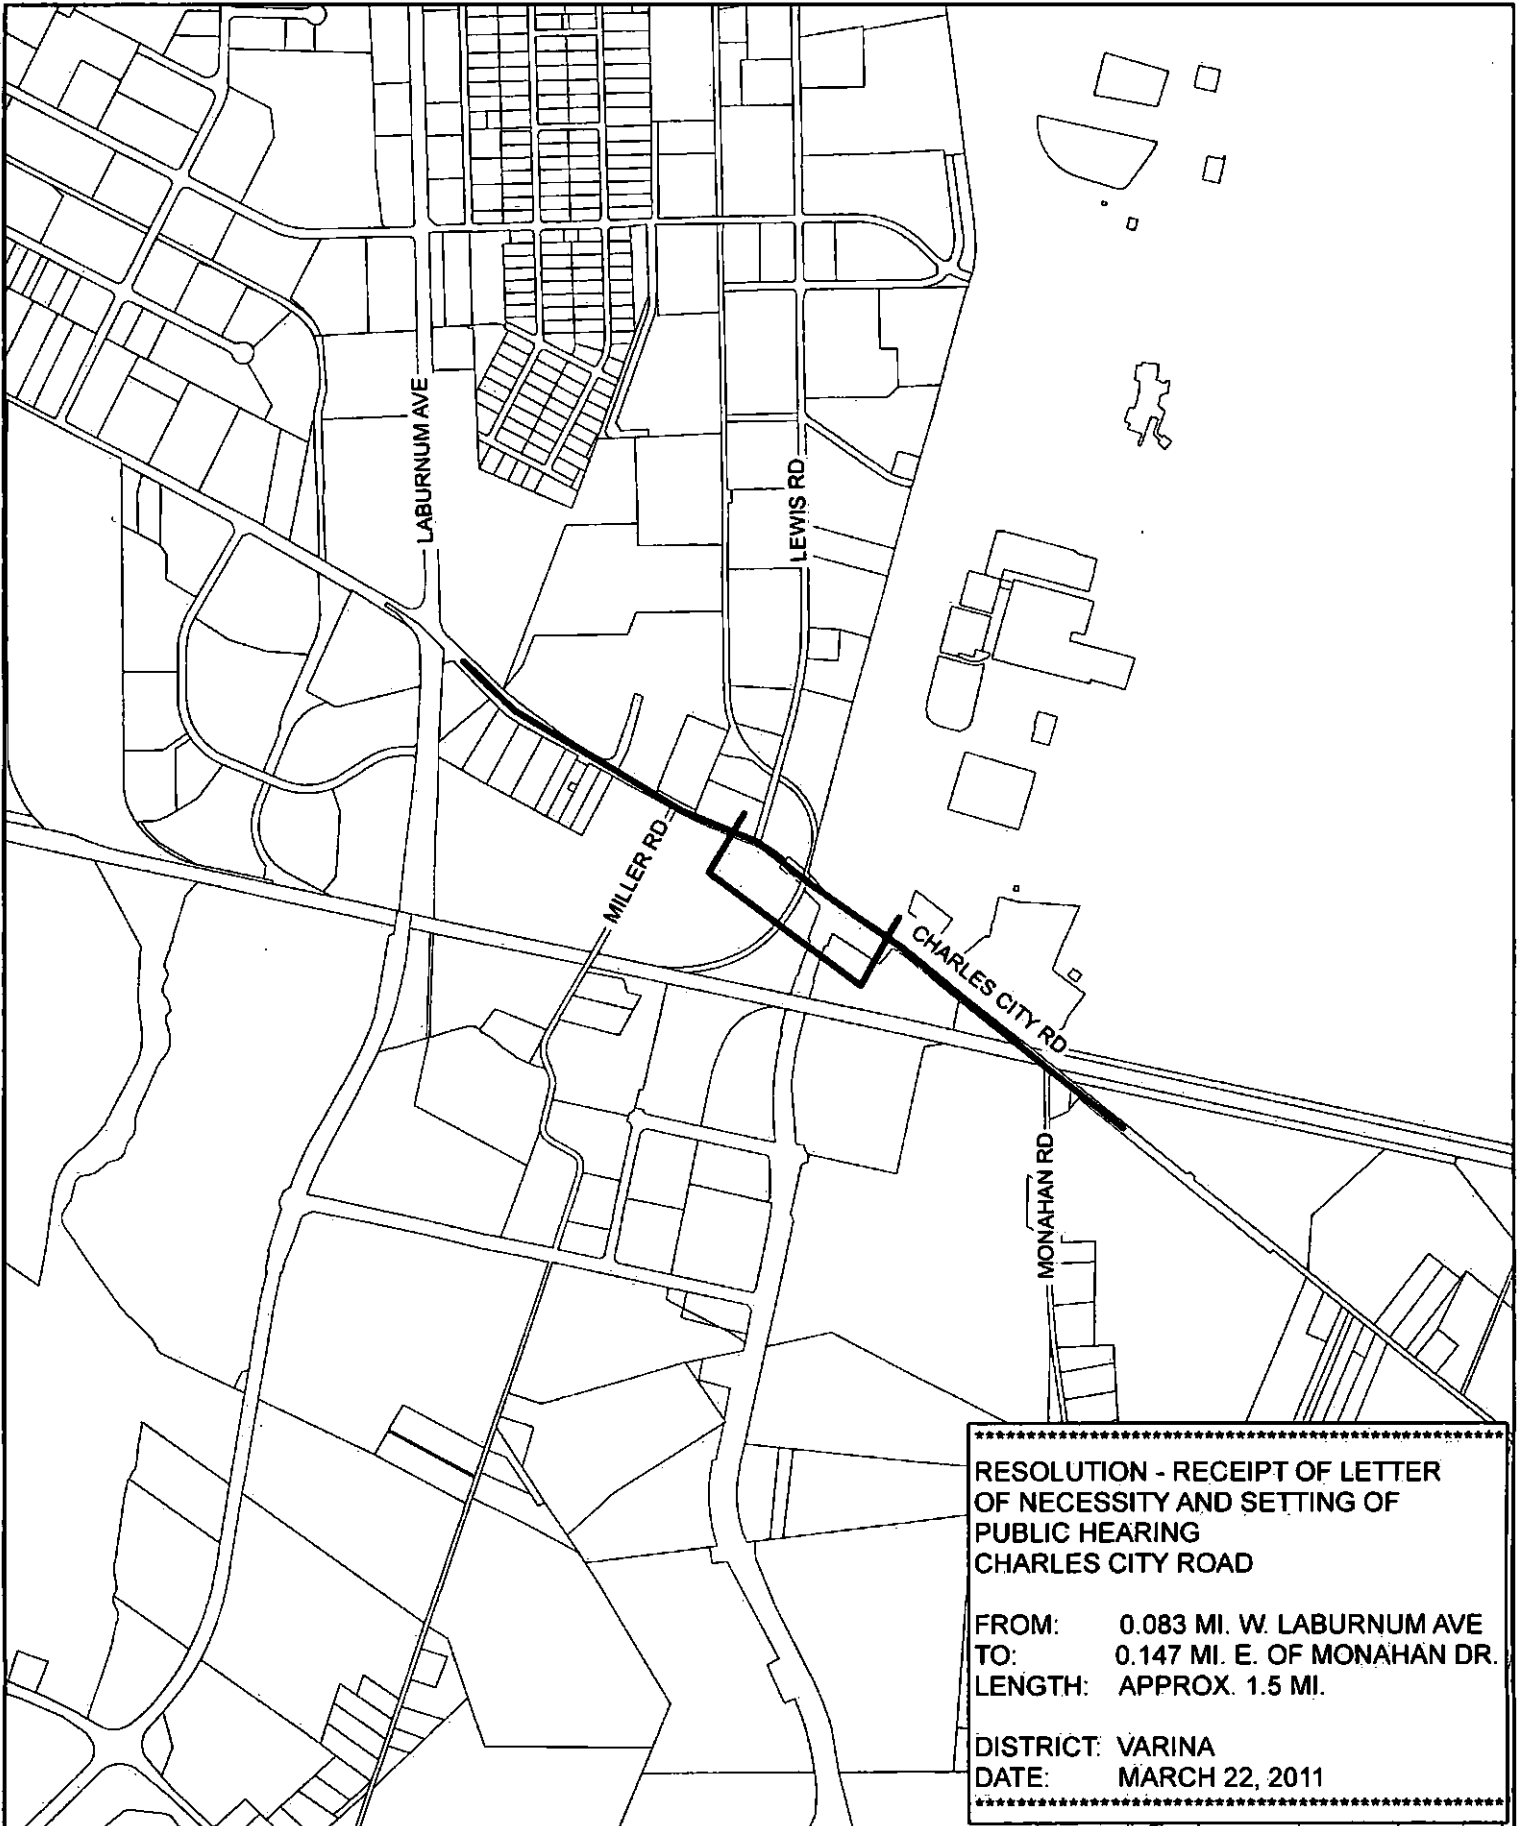 LABURNUM AVE
LEWIS RD
MILLER RD
CHARLES CITY RD
MONAHAN RD
RESOLUTION - RECEIPT OF LETTER
OF NECESSITY AND SETTING OF
PUBLIC HEARING
CHARLES CITY ROAD
FROM: 0.083 MI. W. LABURNUM AVE
TO: 0.147 MI. E. OF MONAHAN DR.
LENGTH: APPROX. 1.5 MI.
DISTRICT: VARINA
DATE: MARCH 22, 2011